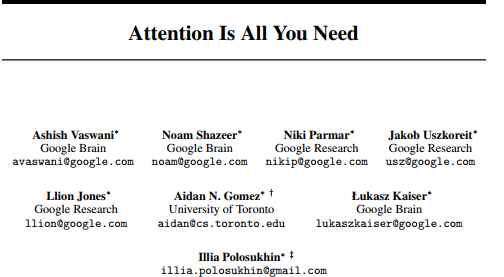 Attention Is All You Need
Ashish Vaswani* Noam Shazeer* Niki Parmar* Jakob Uszkoreit*
Google Brain Google Brain Google Research Google Research
avaswani@google.com noam@google.com nikip@google.com usz@google.com
Llion Jones* Aidan N. Gomez* † Łukasz Kaiser*
Google Research University of Toronto Google Brain
llion@google.com aidan@cs.toronto.edu lukaszkaiser@google.com
Illia Polosukhin* ‡
illia.polosukhin@gmail.com